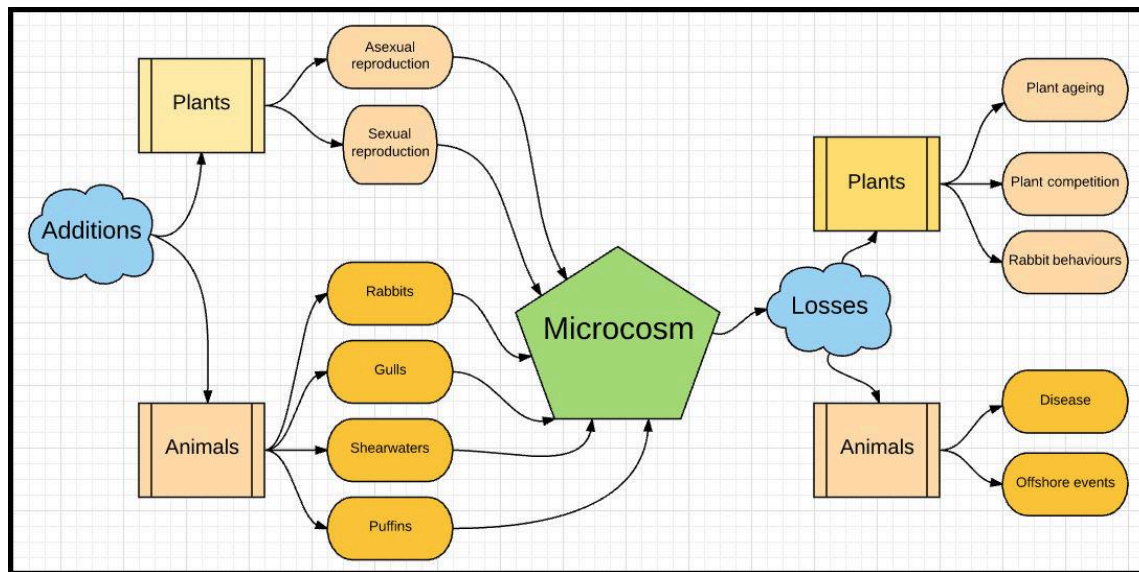 Additions
Plants
Asexual
reproduction
Sexual
reproduction
Animals
Rabbits
Gulls
Shearwaters
Puffins
Microcosm
Losses
Plants
Plant ageing
Plant competition
Rabbit behaviours
Animals
Disease
Offshore events